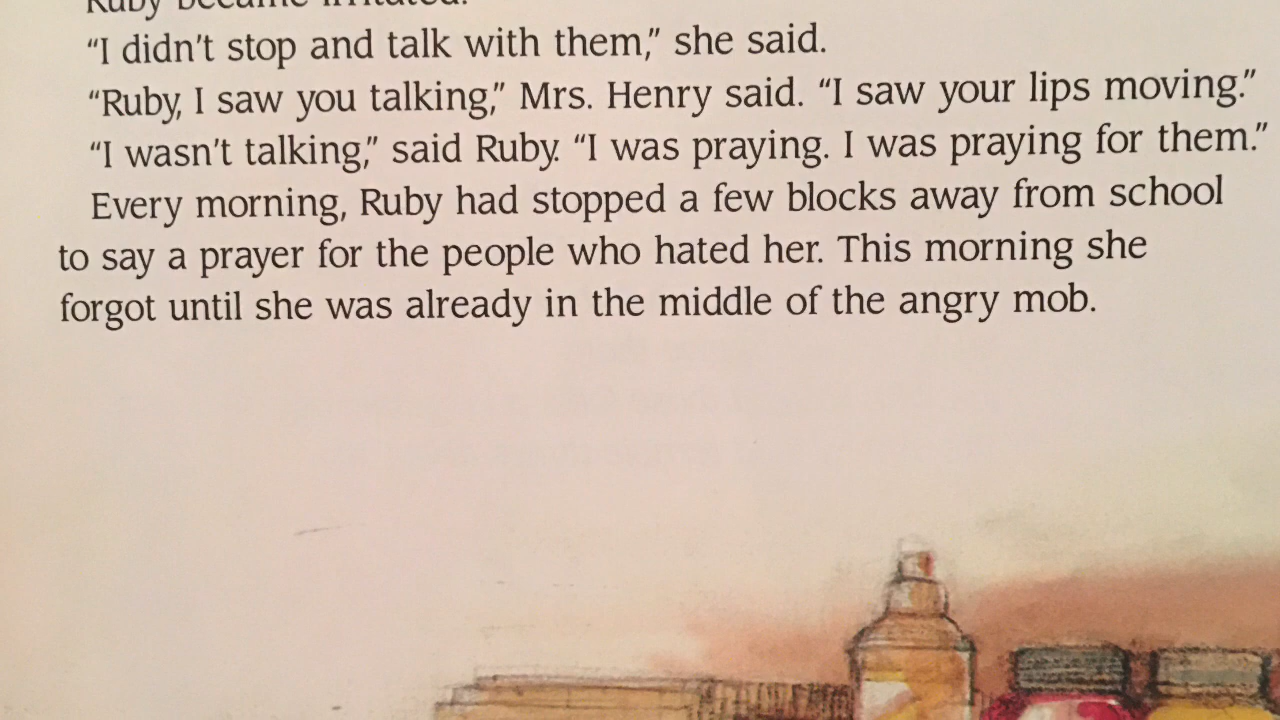 Ruby became irritated.
“I didn't stop and talk with them,” she said.
“Ruby, I saw you talking,” Mrs. Henry said. “I saw your lips moving.”
“I wasn't talking,” said Ruby. “I was praying. I was praying for them.”
Every morning, Ruby had stopped a few blocks away from school
to say a prayer for the people who hated her. This morning she
forgot until she was already in the middle of the angry mob.